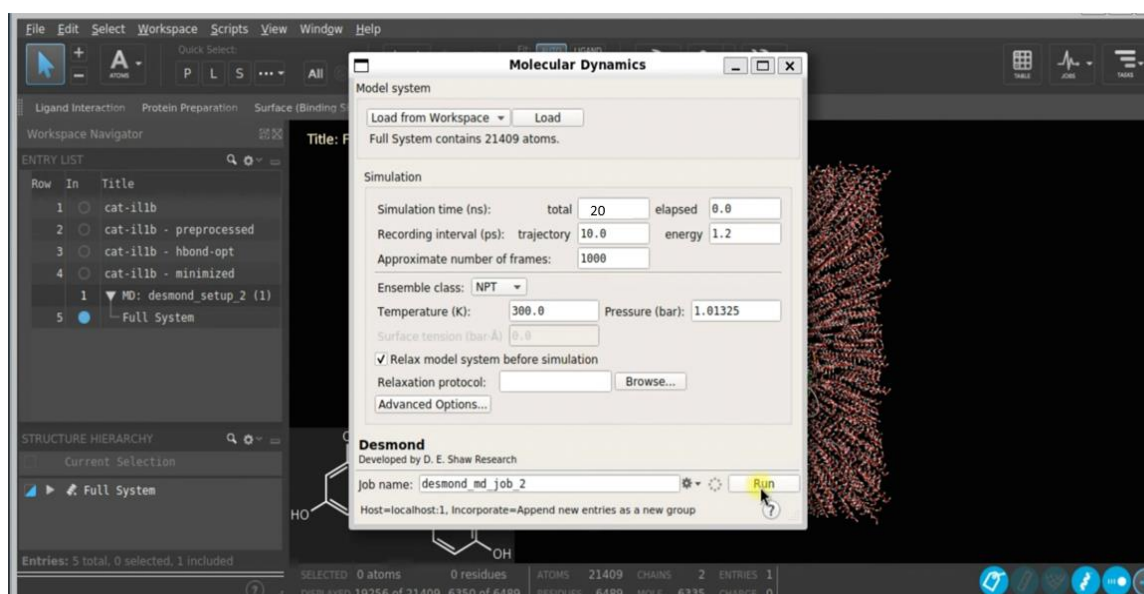 File Edit Select Workspace Scripts View Window Help
Quick Select:
A
ATOMS
P L S All
TABLE JOBS TASKS
Ligand Interaction Protein Preparation Surface (Binding
Workspace Navigator
ENTRY LIST
Row In Title
1 cat-il1b
2 cat-il1b - preprocessed
3 cat-il1b - hbond-opt
4 cat-il1b - minimized
1 MD: desmond_setup_2 (1)
5 Full System
STRUCTURE HIERARCHY
Current Selection
Full System
Entries: 5 total, 0 selected, 1 included
Title: F
Molecular Dynamics
Model system
Load from Workspace Load
Full System contains 21409 atoms.
Simulation
Simulation time (ns): total 20 elapsed 0.0
Recording interval (ps): trajectory 10.0 energy 1.2
Approximate number of frames: 1000
Ensemble class: NPT
Temperature (K): 300.0 Pressure (bar): 1.01325
Surface tension (bar·Å) 0.0
Relax model system before simulation
Relaxation protocol: Browse...
Advanced Options...
Desmond
Developed by D. E. Shaw Research
Job name: desmond_md_job_2 Run
Host=localhost:1, Incorporate=Append new entries as a new group
?
HO
OH
SELECTED 0 atoms 0 residues ATOMS 21409 CHAINS 2 ENTRIES 1